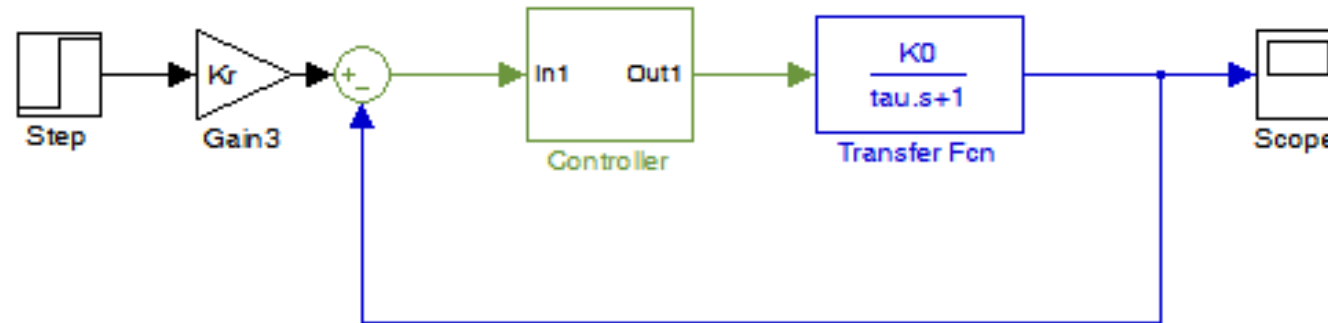 Step
Kr
Gain3
+
−
In1
Out1
Controller
K0
tau.s+1
Transfer Fcn
Scope